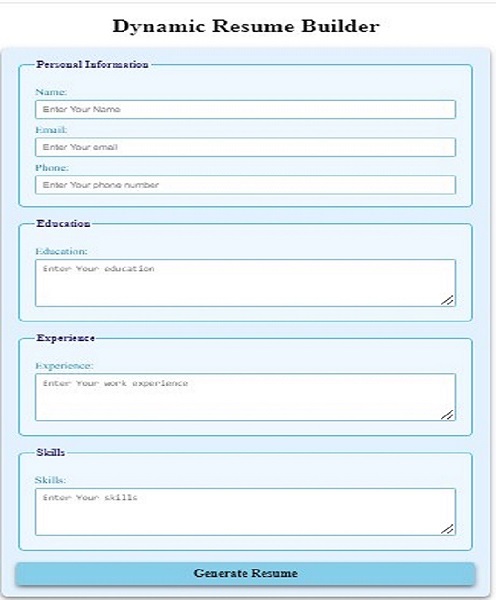 Dynamic Resume Builder
Personal Information
Name:
Enter Your Name
Email:
Enter Your email
Phone:
Enter Your phone number
Education
Education:
Enter Your education
Experience
Experience:
Enter Your work experience
Skills
Skills:
Enter Your skills
Generate Resume